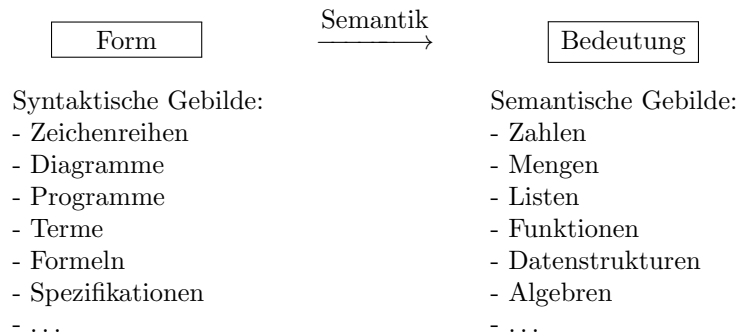 Semantik
Form
Bedeutung
Syntaktische Gebilde:
- Zeichenreihen
- Diagramme
- Programme
- Terme
- Formeln
- Spezifikationen
- ...
Semantische Gebilde:
- Zahlen
- Mengen
- Listen
- Funktionen
- Datenstrukturen
- Algebren
- ...